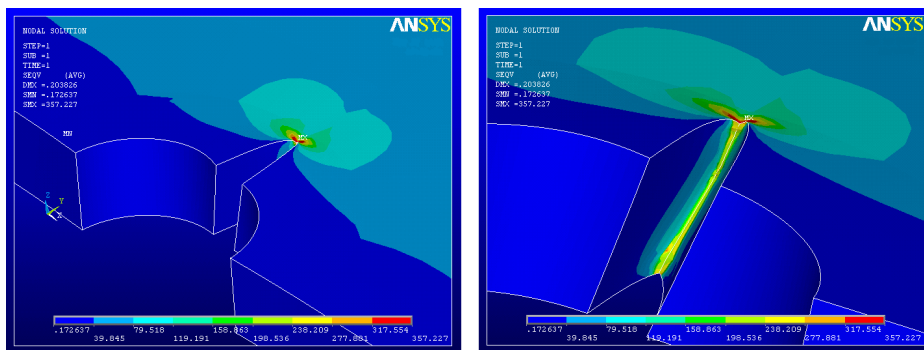 ANSYS
NODAL SOLUTION
STEP=1
SUB =1
TIME=1
SEQV (AVG)
DMX =.203826
SMN =.172637
SMX =357.227
MN
MX
Z
Y
X
.172637 79.518 158.863 238.209 317.554
39.845 119.191 198.536 277.881 357.227
ANSYS
NODAL SOLUTION
STEP=1
SUB =1
TIME=1
SEQV (AVG)
DMX =.203826
SMN =.172637
SMX =357.227
MX
.172637 79.518 158.863 238.209 317.554
39.845 119.191 198.536 277.881 357.227